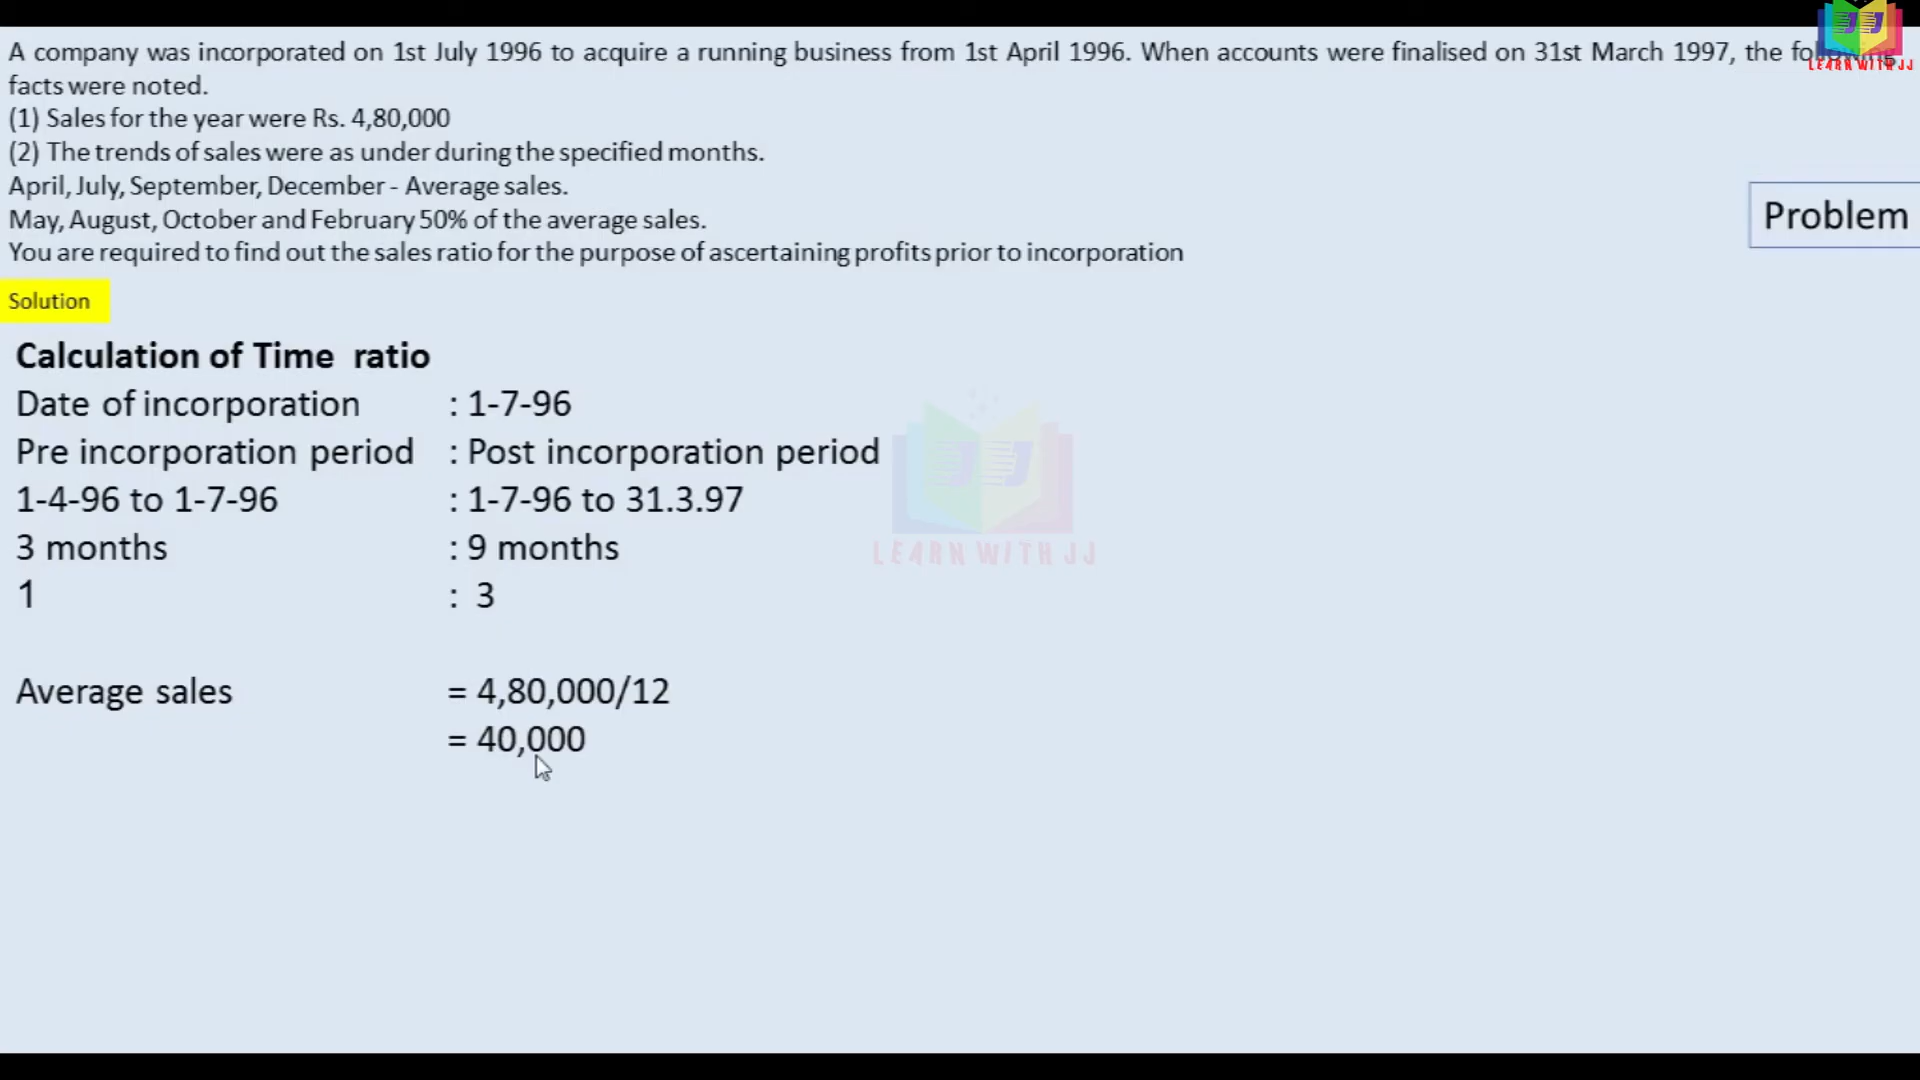 A company was incorporated on 1st July 1996 to acquire a running business from 1st April 1996. When accounts were finalised on 31st March 1997, the following
LEARN WITH JJ
facts were noted.
(1) Sales for the year were Rs. 4,80,000
(2) The trends of sales were as under during the specified months.
April, July, September, December - Average sales.
May, August, October and February 50% of the average sales.
Problem
You are required to find out the sales ratio for the purpose of ascertaining profits prior to incorporation
Solution
Calculation of Time ratio
Date of incorporation : 1-7-96
Pre incorporation period : Post incorporation period
1-4-96 to 1-7-96 : 1-7-96 to 31.3.97
3 months : 9 months
1 : 3
JJ
LEARN WITH JJ
Average sales = 4,80,000/12
= 40,000